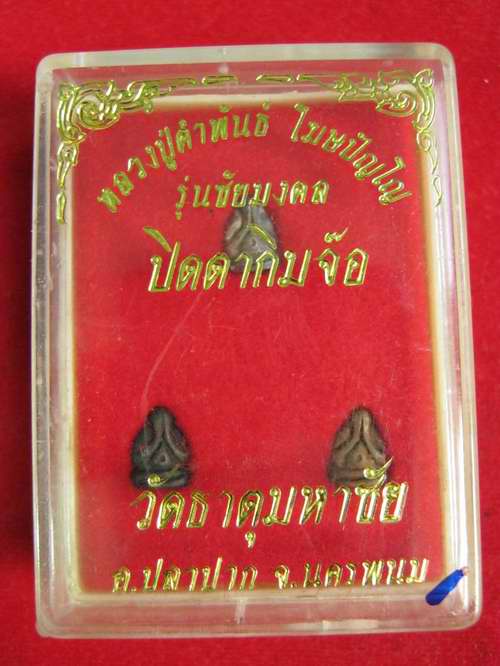 หลวงปู่คำพันธ์ โฆษปัญโญ
รุ่นชัยมงคล
ปิดตากัมจ๊อ
วัดธาตุมหาชัย
ต.ปลาปาก จ.นครพนม